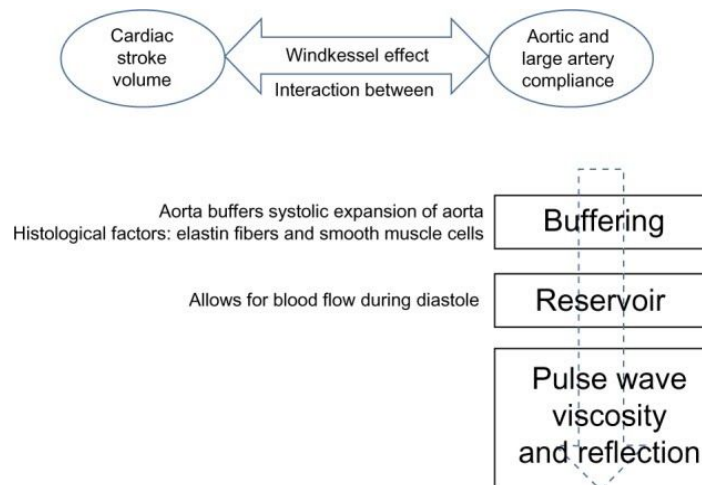 Cardiac
stroke
volume
Windkessel effect
Interaction between
Aortic and
large artery
compliance
Aorta buffers systolic expansion of aorta
Histological factors: elastin fibers and smooth muscle cells
Buffering
Allows for blood flow during diastole
Reservoir
Pulse wave
viscosity
and reflection